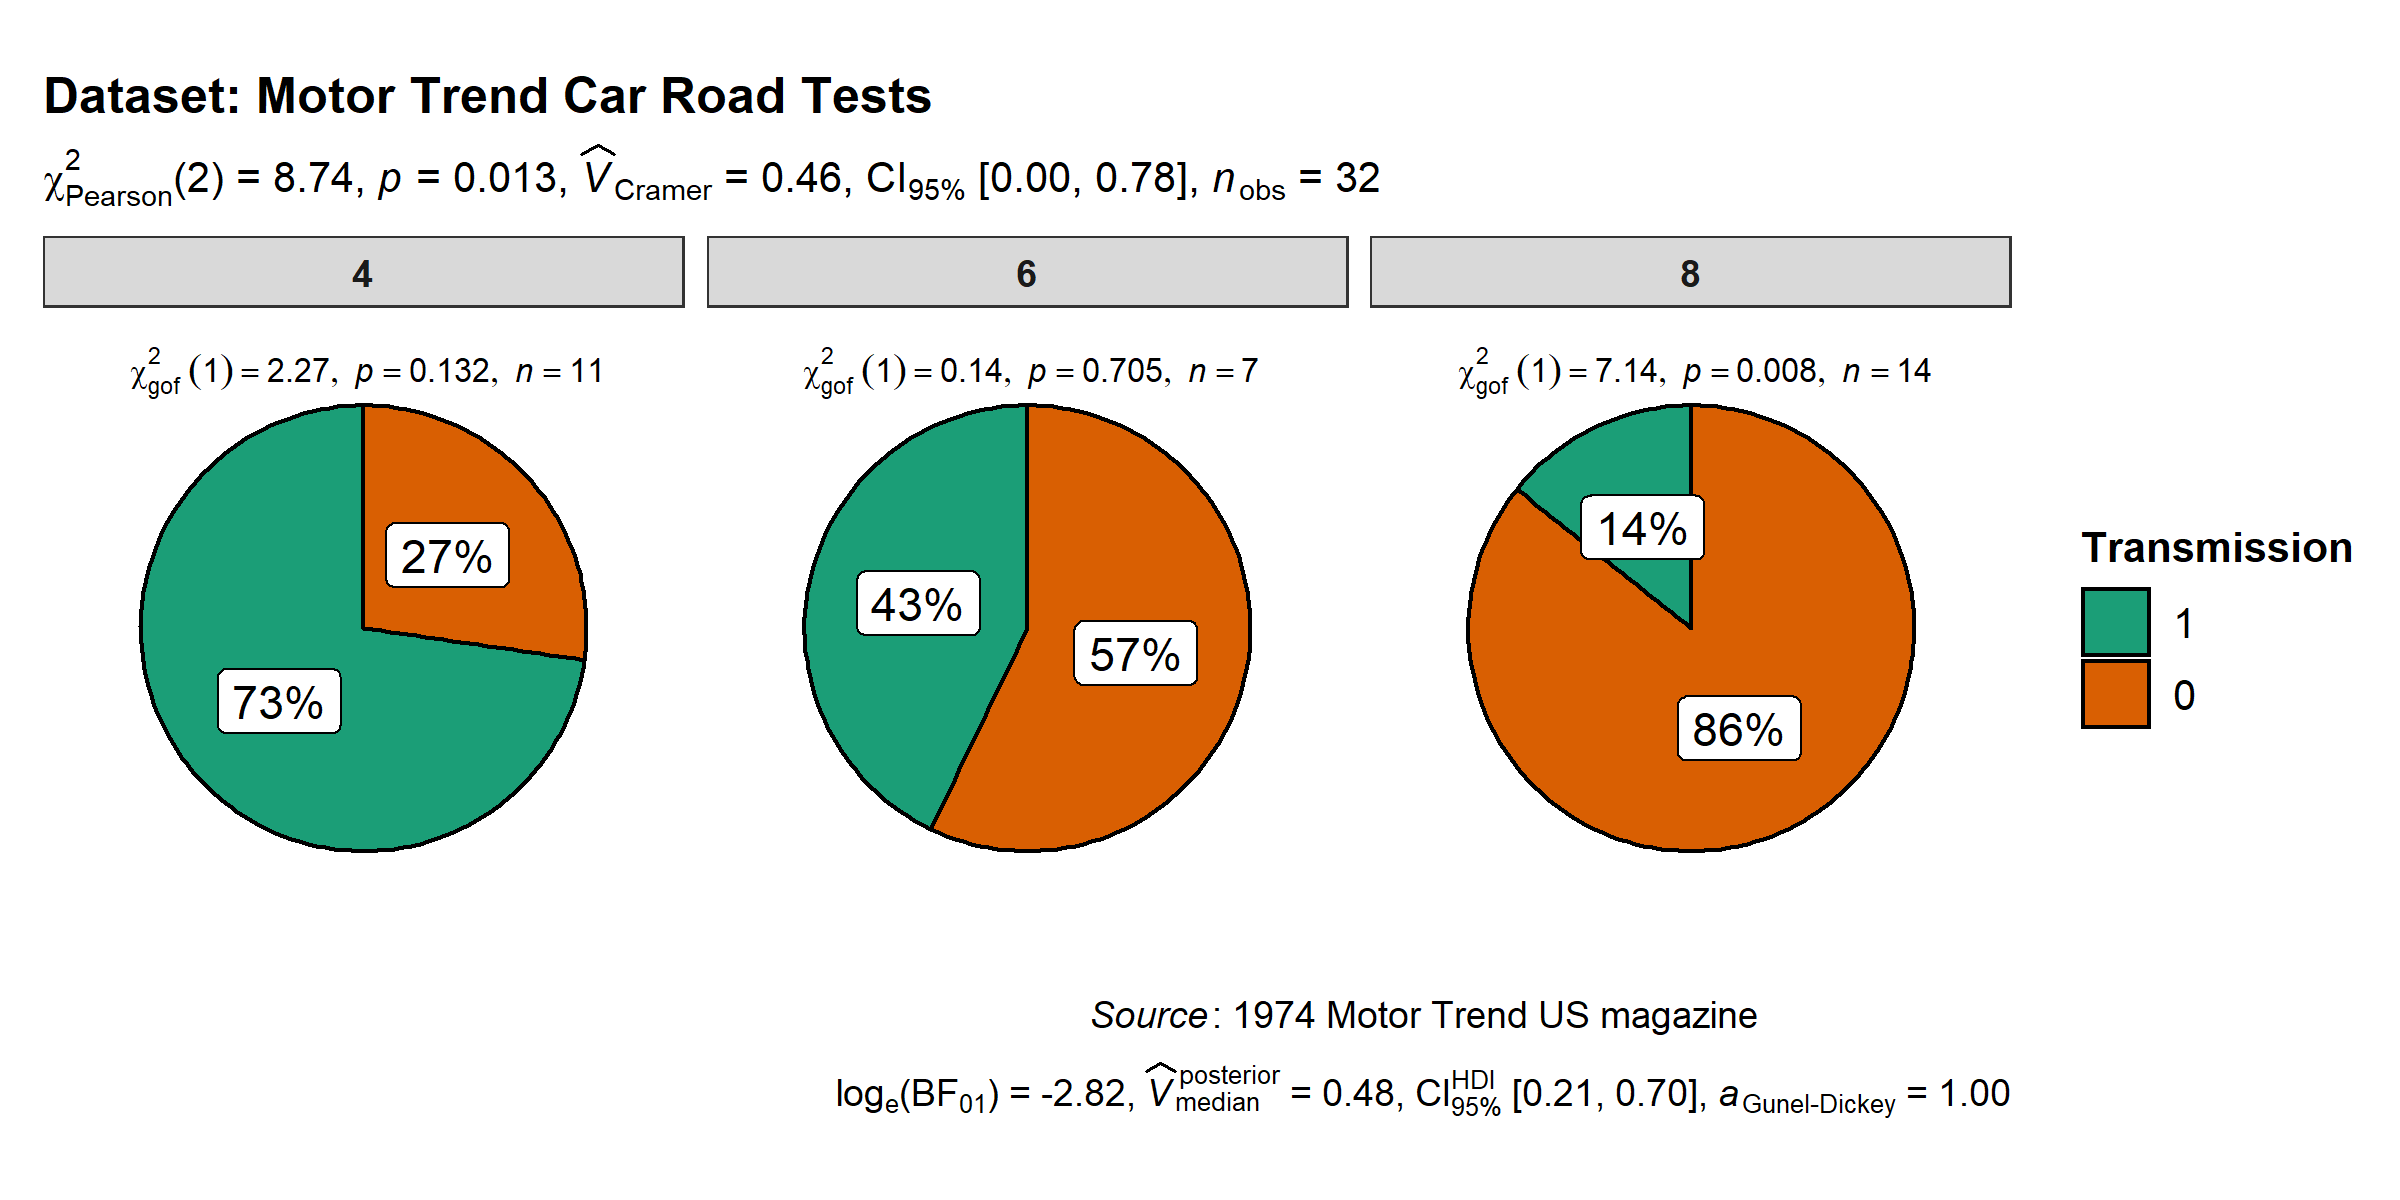 Dataset: Motor Trend Car Road Tests
χ²Pearson(2) = 8.74, p = 0.013, V̂Cramer = 0.46, CI95% [0.00, 0.78], nobs = 32
4
6
8
χ²gof (1) = 2.27, p = 0.132, n = 11
χ²gof (1) = 0.14, p = 0.705, n = 7
χ²gof (1) = 7.14, p = 0.008, n = 14
27%
73%
43%
57%
14%
86%
Transmission
1
0
Source: 1974 Motor Trend US magazine
loge(BF01) = -2.82, V̂posterior median = 0.48, CIHDI 95% [0.21, 0.70], aGunel-Dickey = 1.00